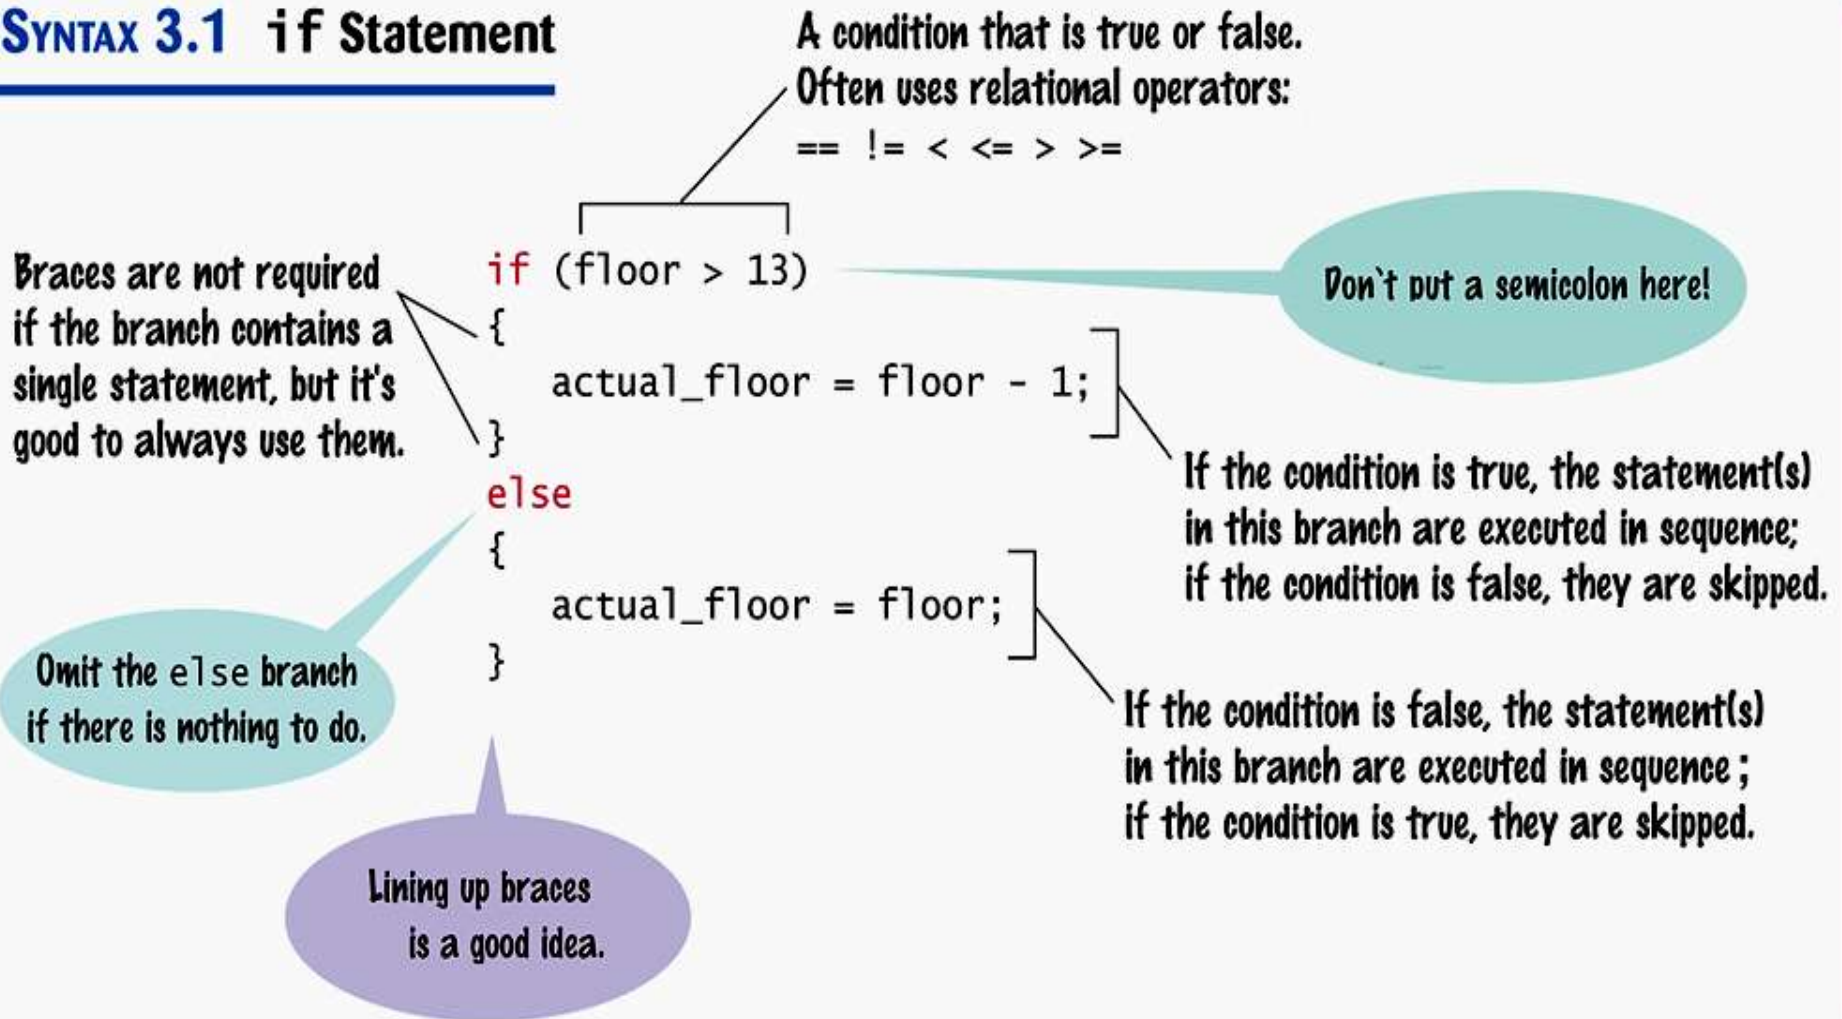 SYNTAX 3.1 if Statement
A condition that is true or false.
Often uses relational operators:
== != < <= > >=
Braces are not required
if the branch contains a
single statement, but it's
good to always use them.
if (floor > 13)
{
actual_floor = floor - 1;
}
else
{
actual_floor = floor;
}
Don't put a semicolon here!
If the condition is true, the statement(s)
in this branch are executed in sequence;
if the condition is false, they are skipped.
Omit the else branch
if there is nothing to do.
If the condition is false, the statement(s)
in this branch are executed in sequence;
if the condition is true, they are skipped.
Lining up braces
is a good idea.